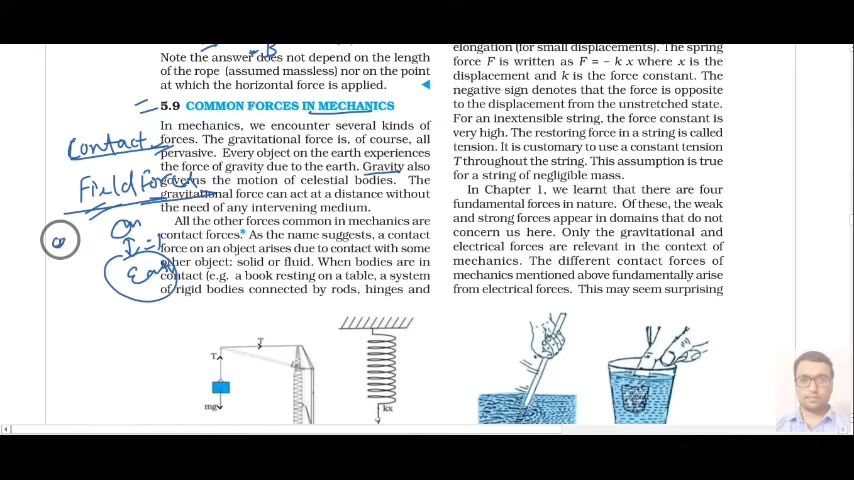 B
Note the answer does not depend on the length
of the rope (assumed massless) nor on the point
at which the horizontal force is applied.
5.9 COMMON FORCES IN MECHANICS
In mechanics, we encounter several kinds of
forces. The gravitational force is, of course, all
pervasive. Every object on the earth experiences
the force of gravity due to the earth. Gravity also
governs the motion of celestial bodies. The
gravitational force can act at a distance without
the need of any intervening medium.
All the other forces common in mechanics are
contact forces.* As the name suggests, a contact
force on an object arises due to contact with some
other object: solid or fluid. When bodies are in
contact (e.g. a book resting on a table, a system
of rigid bodies connected by rods, hinges and
Contact
Field Force
Earth
T
T
mg
kx
elongation (for small displacements). The spring
force F is written as F = – k x where x is the
displacement and k is the force constant. The
negative sign denotes that the force is opposite
to the displacement from the unstretched state.
For an inextensible string, the force constant is
very high. The restoring force in a string is called
tension. It is customary to use a constant tension
T throughout the string. This assumption is true
for a string of negligible mass.
In Chapter 1, we learnt that there are four
fundamental forces in nature. Of these, the weak
and strong forces appear in domains that do not
concern us here. Only the gravitational and
electrical forces are relevant in the context of
mechanics. The different contact forces of
mechanics mentioned above fundamentally arise
from electrical forces. This may seem surprising